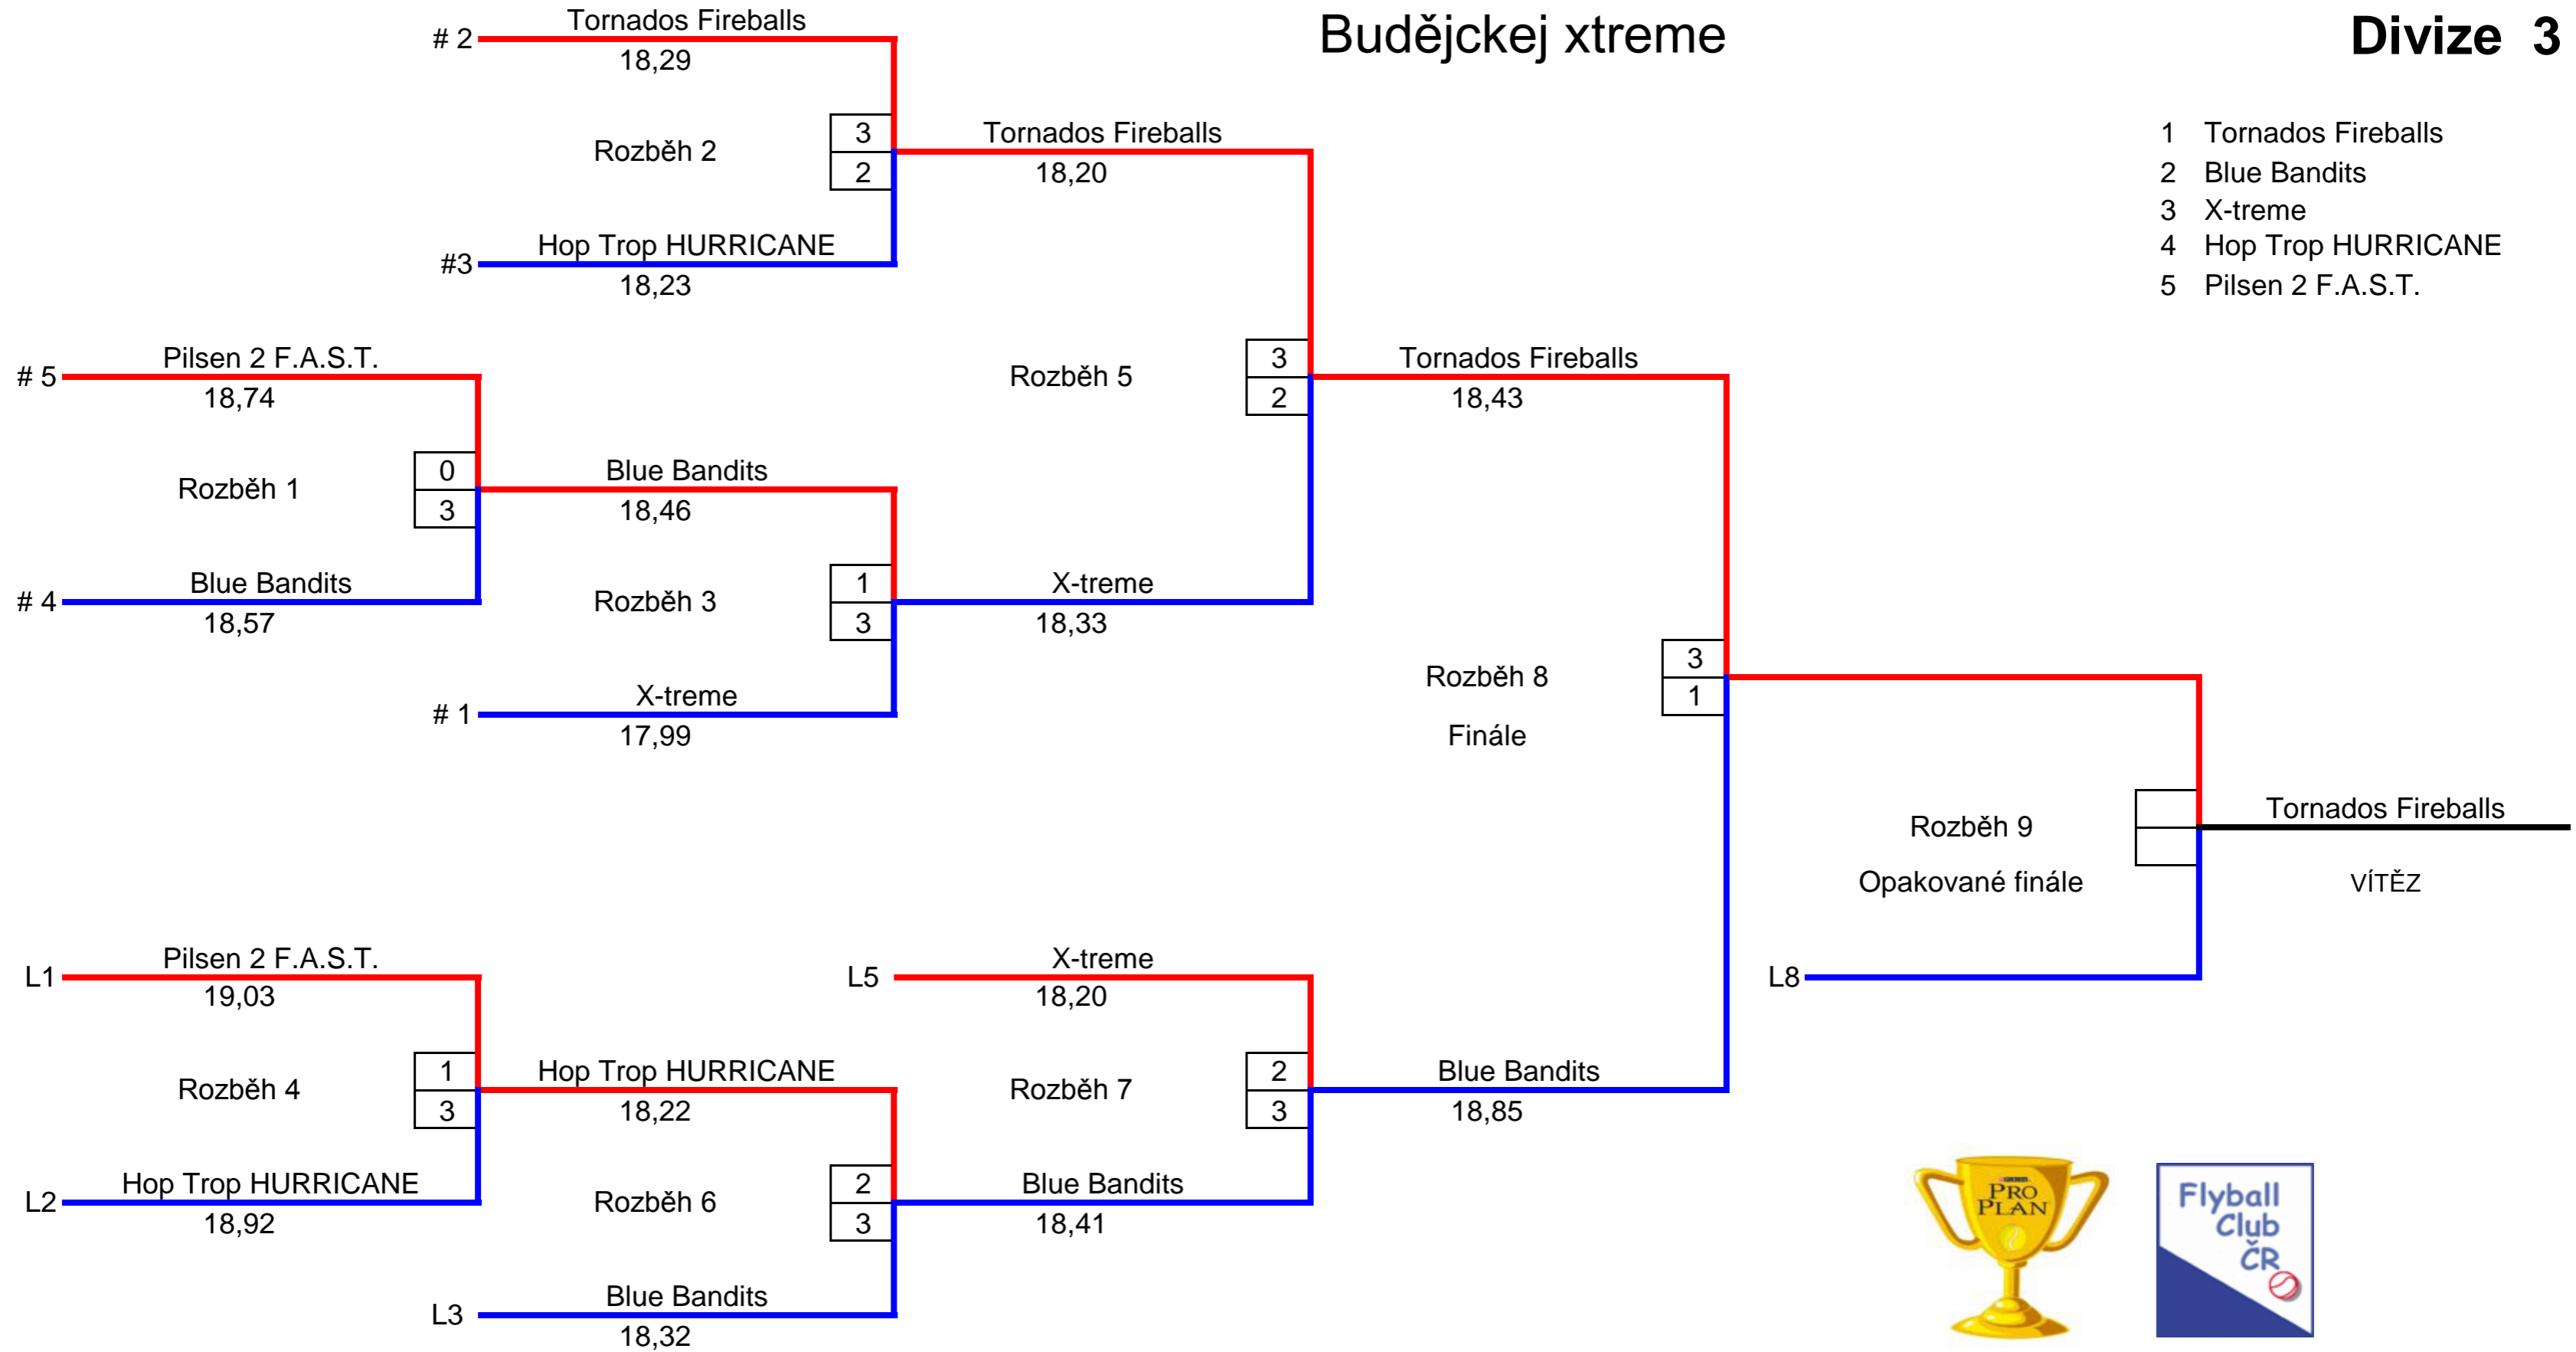 Budějckej xtreme
Divize 3
1 Tornados Fireballs
2 Blue Bandits
3 X-treme
4 Hop Trop HURRICANE
5 Pilsen 2 F.A.S.T.
# 2 Tornados Fireballs
18,29
Rozběh 2
3
2
#3 Hop Trop HURRICANE
18,23
Tornados Fireballs
18,20
# 5 Pilsen 2 F.A.S.T.
18,74
Rozběh 1
0
3
# 4 Blue Bandits
18,57
Blue Bandits
18,46
Rozběh 3
1
3
# 1 X-treme
17,99
Rozběh 5
3
2
X-treme
18,33
Tornados Fireballs
18,43
Rozběh 8
Finále
3
1
Rozběh 9
Opakované finále
Tornados Fireballs
VÍTĚZ
L8
L1 Pilsen 2 F.A.S.T.
19,03
Rozběh 4
1
3
L2 Hop Trop HURRICANE
18,92
Hop Trop HURRICANE
18,22
Rozběh 6
2
3
L3 Blue Bandits
18,32
L5 X-treme
18,20
Rozběh 7
2
3
Blue Bandits
18,41
Blue Bandits
18,85
PRO
PLAN
Flyball
Club
ČR